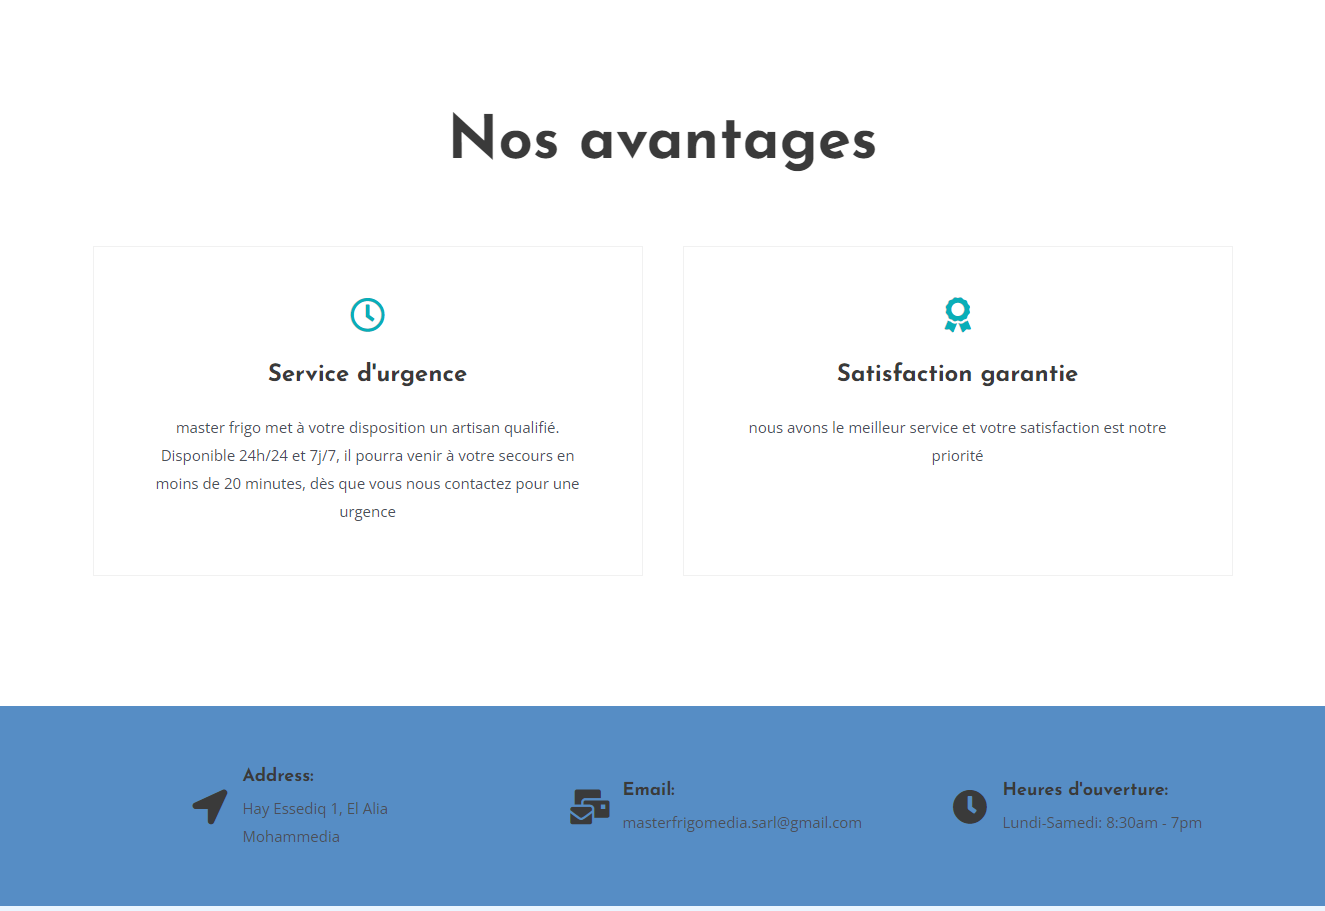 Nos avantages
Service d'urgence
master frigo met à votre disposition un artisan qualifié.
Disponible 24h/24 et 7j/7, il pourra venir à votre secours en
moins de 20 minutes, dès que vous nous contactez pour une
urgence
Satisfaction garantie
nous avons le meilleur service et votre satisfaction est notre
priorité
Address:
Hay Essediq 1, El Alia
Mohammedia
Email:
masterfrigomedia.sarl@gmail.com
Heures d'ouverture:
Lundi-Samedi: 8:30am - 7pm